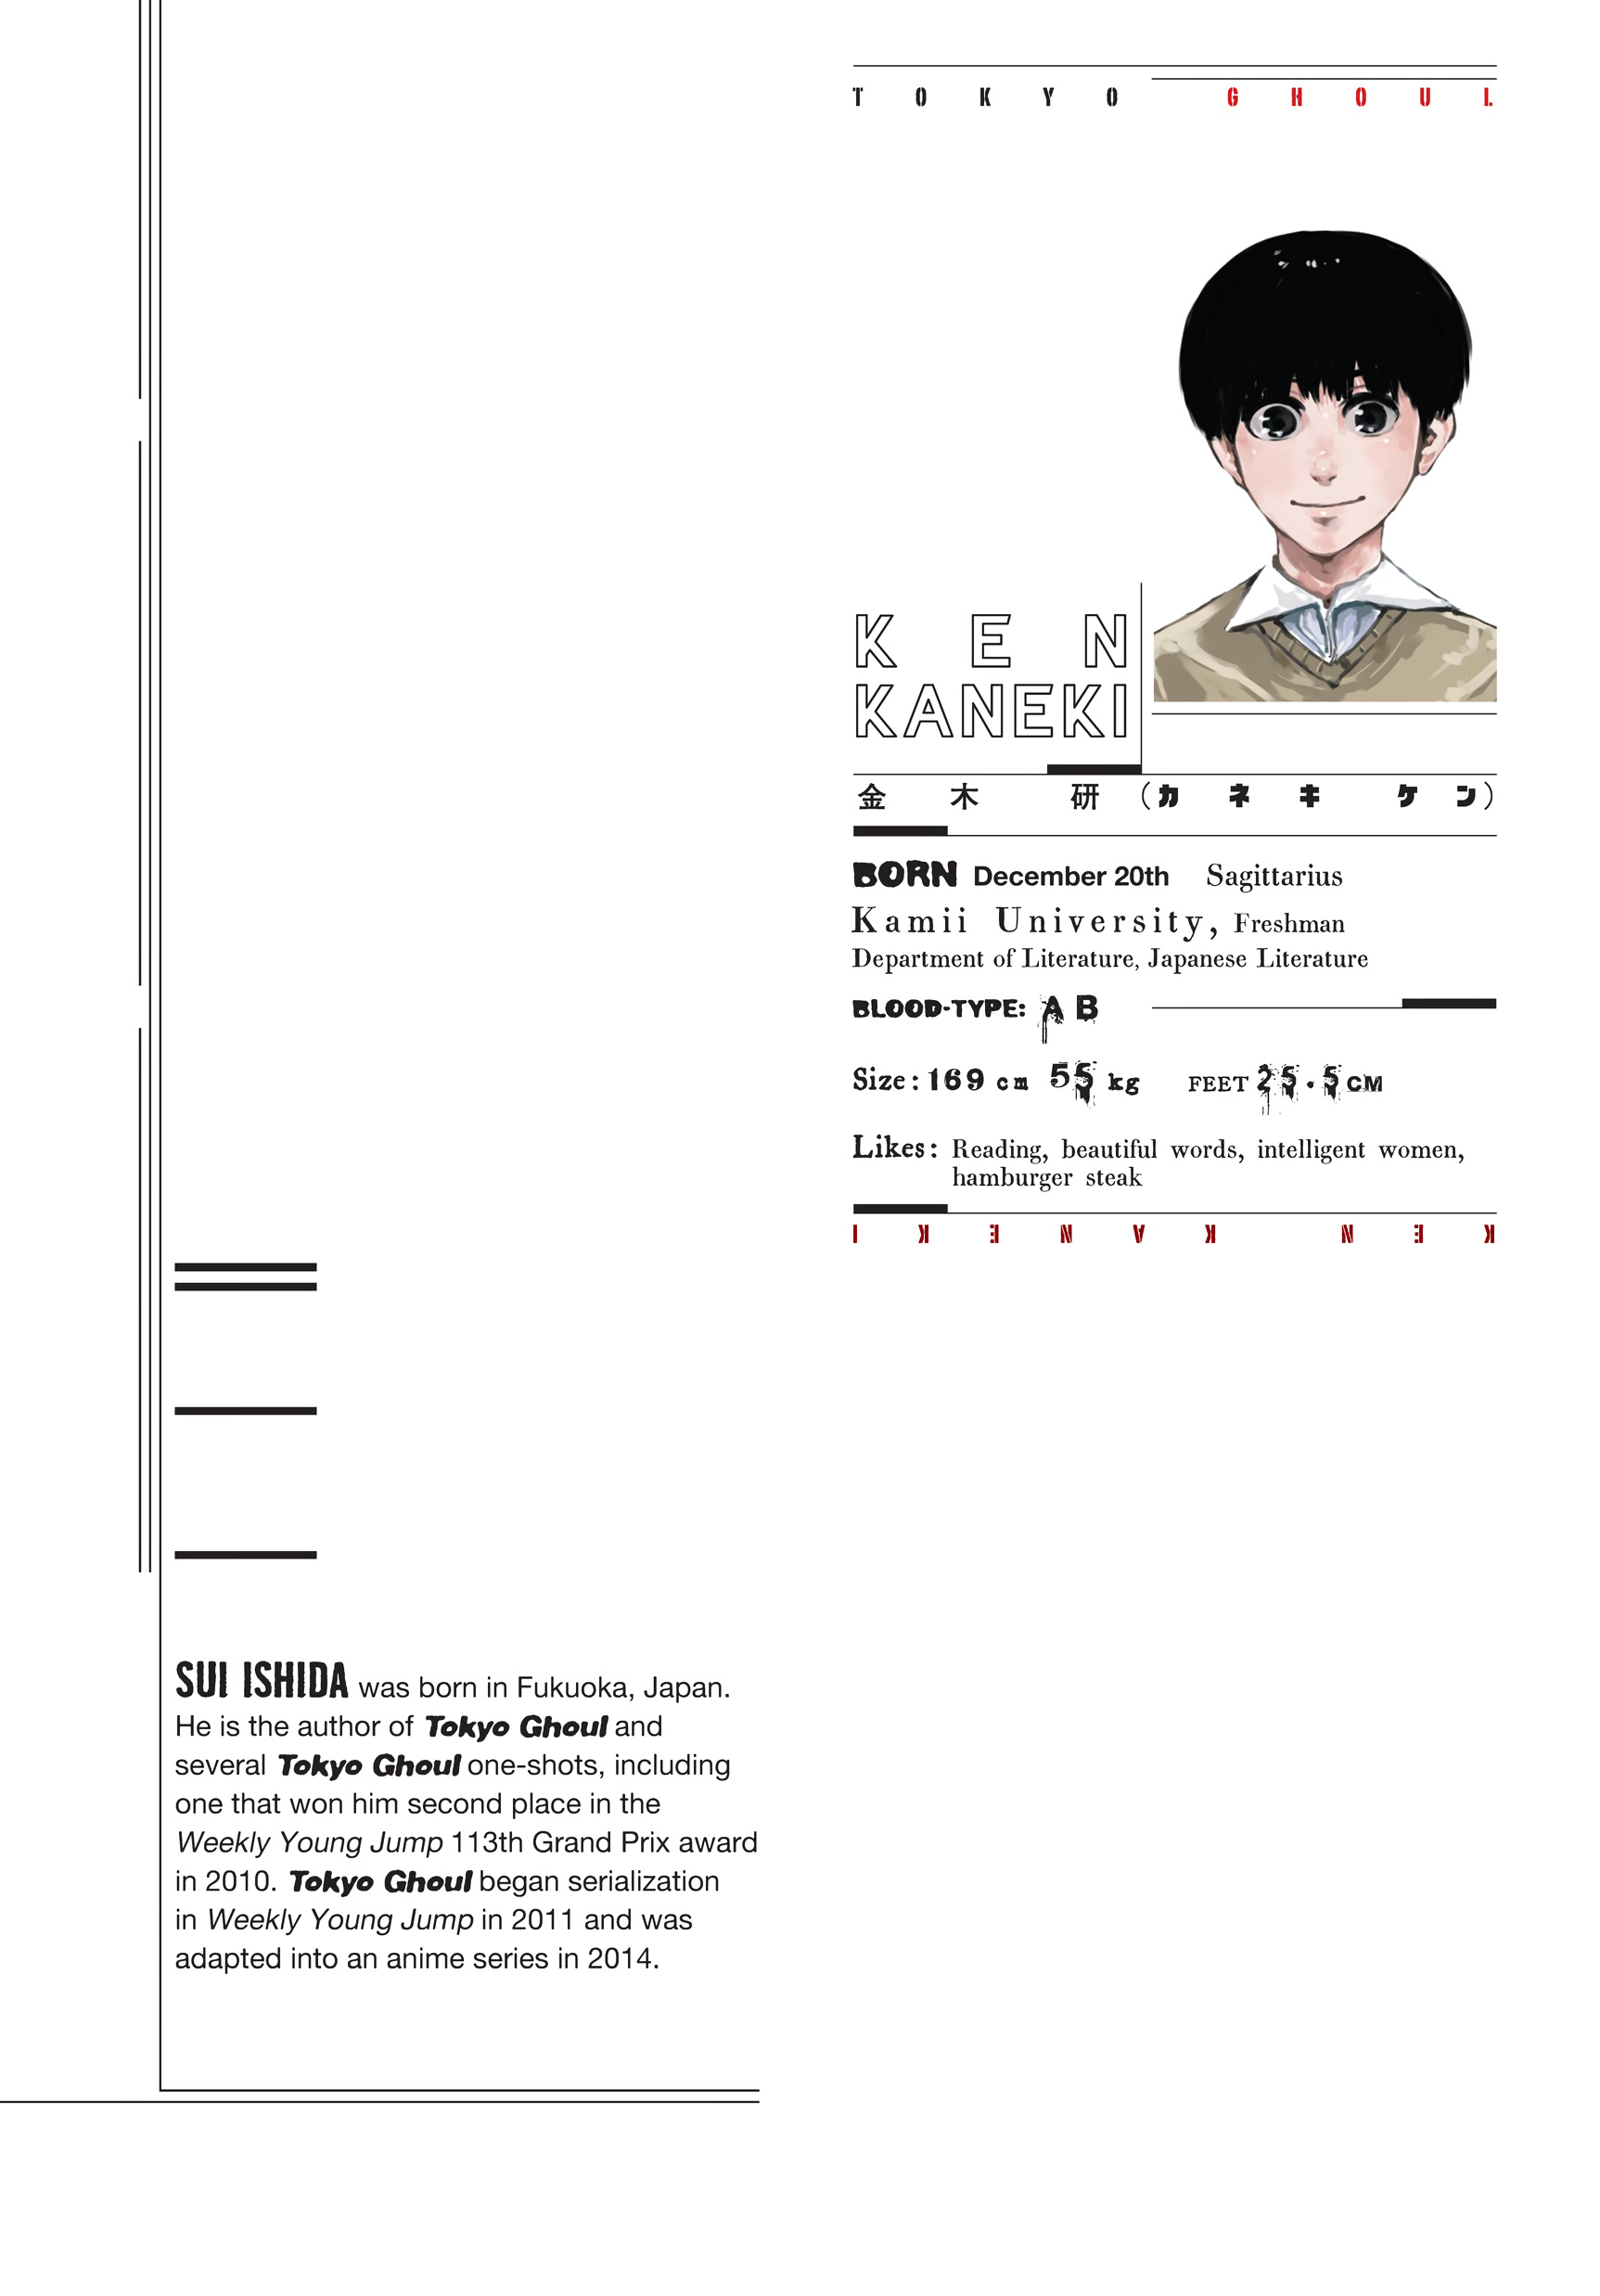 TOKYO GHOUL
KEN
KANEKI
金木 研（カネキ ケン）
BORN December 20th Sagittarius
Kamii University, Freshman
Department of Literature, Japanese Literature
BLOOD-TYPE: AB
Size: 169 cm 55 kg FEET 25.5 CM
Likes: Reading, beautiful words, intelligent women,
hamburger steak
KEN KANEKI
SUI ISHIDA was born in Fukuoka, Japan.
He is the author of Tokyo Ghoul and
several Tokyo Ghoul one-shots, including
one that won him second place in the
Weekly Young Jump 113th Grand Prix award
in 2010. Tokyo Ghoul began serialization
in Weekly Young Jump in 2011 and was
adapted into an anime series in 2014.